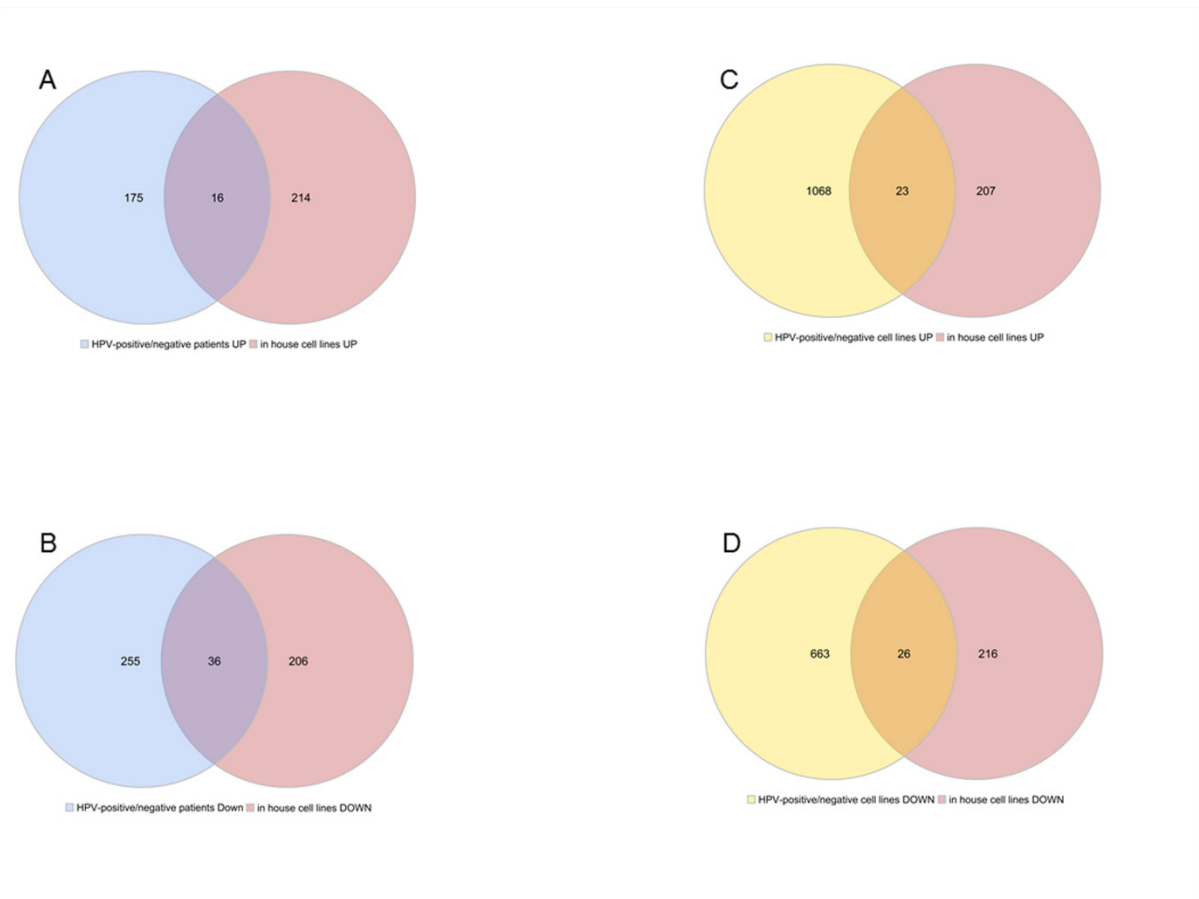 A
175 16 214
HPV-positive/negative patients UP in house cell lines UP
C
1068 23 207
HPV-positive/negative cell lines UP in house cell lines UP
B
255 36 206
HPV-positive/negative patients Down in house cell lines DOWN
D
663 26 216
HPV-positive/negative cell lines DOWN in house cell lines DOWN